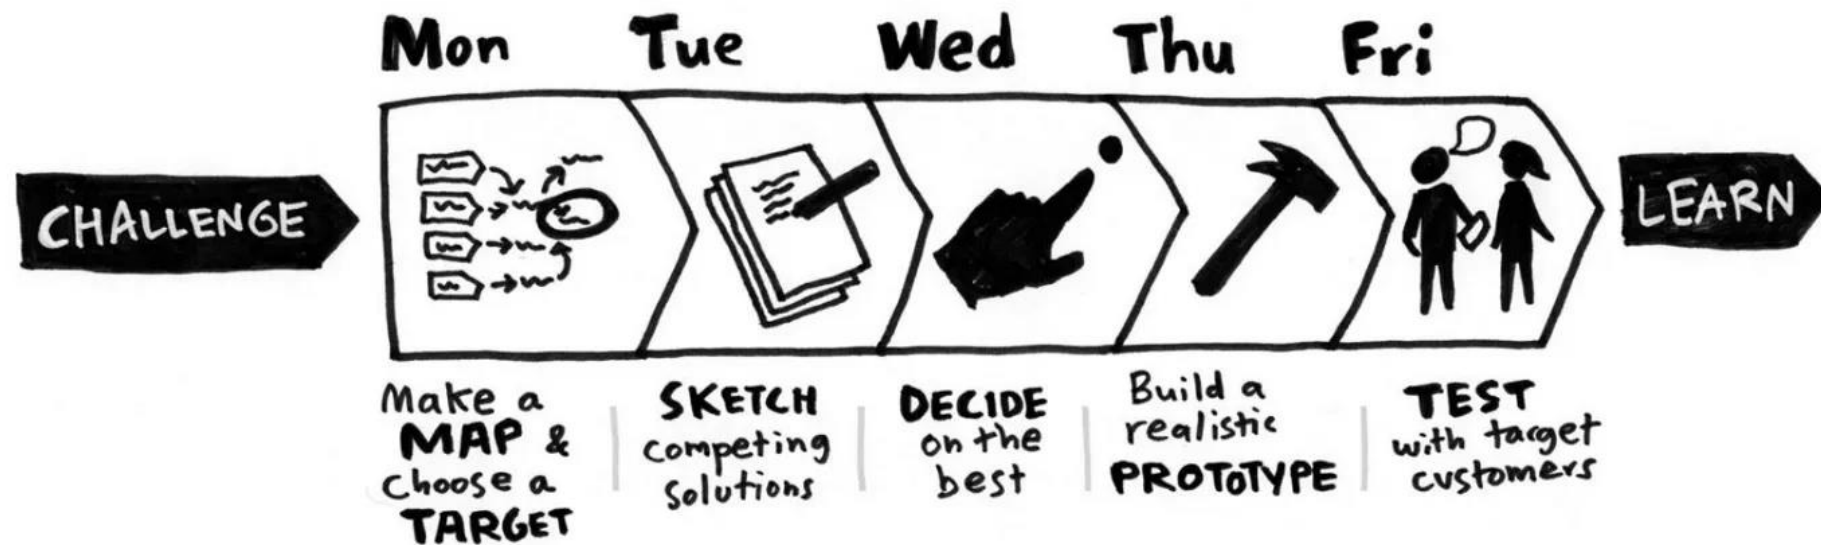 Mon Tue Wed Thu Fri
CHALLENGE
LEARN
Make a
MAP &
choose a
TARGET
SKETCH
competing
solutions
DECIDE
on the
best
Build a
realistic
PROTOTYPE
TEST
with target
customers